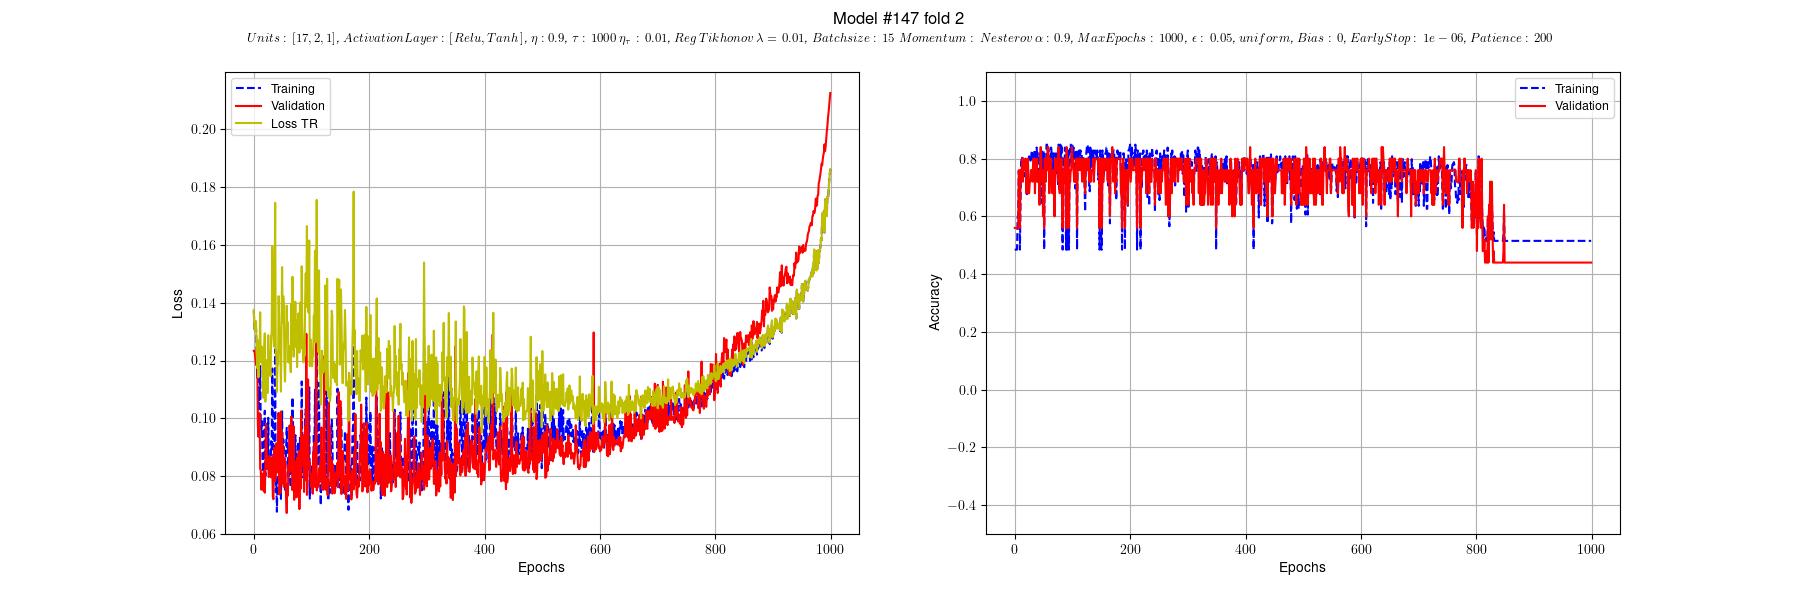 Model #147 fold 2
Units : [17, 2, 1], ActivationLayer : [Relu, Tanh], η : 0.9, τ : 1000 ητ : 0.01, Reg Tikhonov λ = 0.01, Batchsize : 15 Momentum : Nesterov α : 0.9, MaxEpochs : 1000, ϵ : 0.05, uniform, Bias : 0, EarlyStop : 1e − 06, Patience : 200
Training
Validation
Loss TR
0.20
0.18
0.16
0.14
0.12
0.10
0.08
0.06
Loss
0
200
400
600
800
1000
Epochs
Training
Validation
1.0
0.8
0.6
0.4
0.2
0.0
−0.2
−0.4
Accuracy
0
200
400
600
800
1000
Epochs